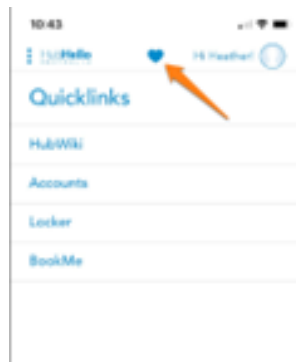 10:43
HubHello Hi Heather!
Quicklinks
HubWiki
Accounts
Locker
BookMe